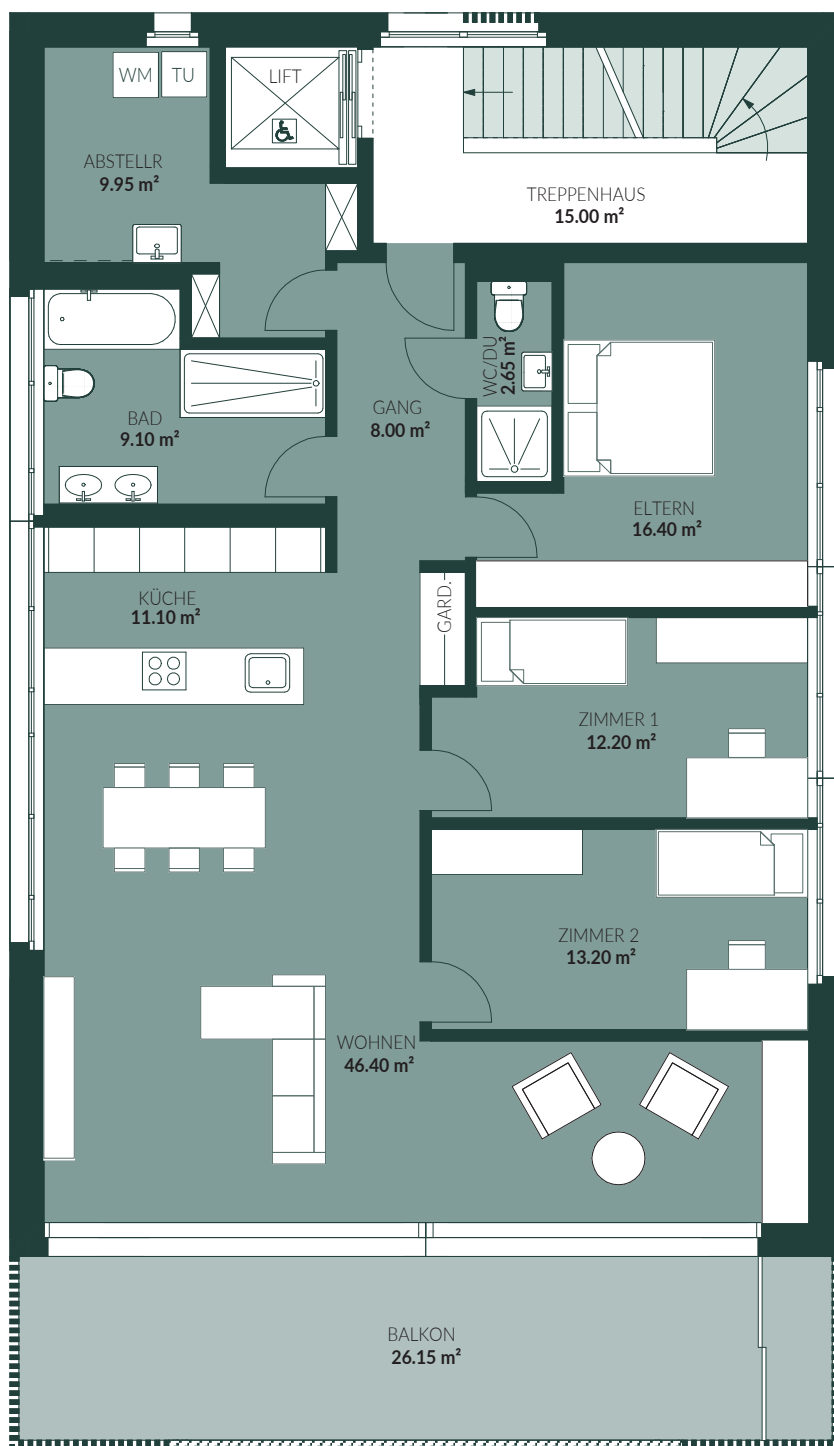 WM TU
LIFT
ABSTELLR
9.95 m²
TREPPENHAUS
15.00 m²
WC/DU
2.65 m²
BAD
9.10 m²
GANG
8.00 m²
ELTERN
16.40 m²
KÜCHE
11.10 m²
GARD.
ZIMMER 1
12.20 m²
ZIMMER 2
13.20 m²
WOHNEN
46.40 m²
BALKON
26.15 m²